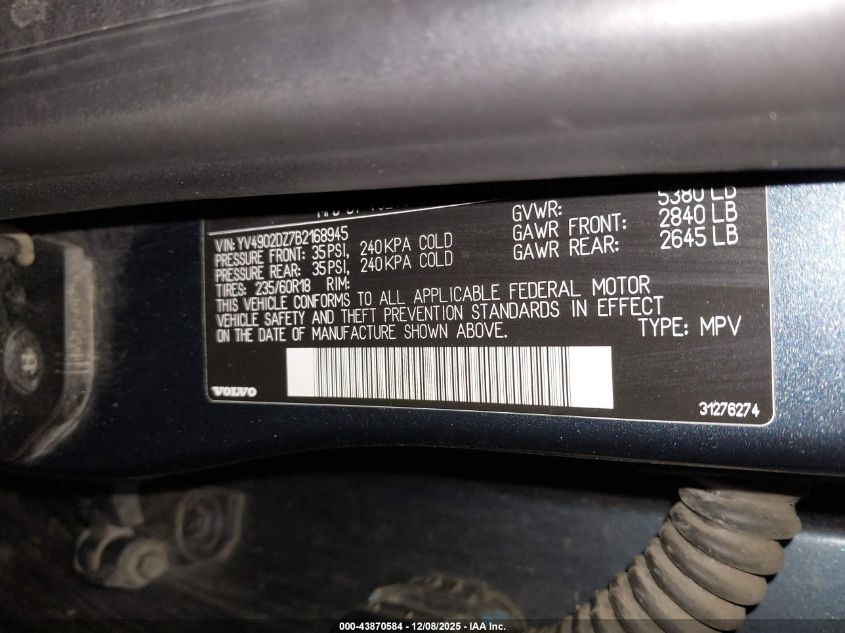 GVWR: 5380 LB
GAWR FRONT: 2840 LB
GAWR REAR: 2645 LB
VIN: YV4902DZ7B2168945
PRESSURE FRONT: 35PSI, 240KPA COLD
PRESSURE REAR: 35PSI, 240KPA COLD
TIRES: 235/60R18 RIM:
THIS VEHICLE CONFORMS TO ALL APPLICABLE FEDERAL MOTOR
VEHICLE SAFETY AND THEFT PREVENTION STANDARDS IN EFFECT
ON THE DATE OF MANUFACTURE SHOWN ABOVE.
TYPE: MPV
VOLVO
31276274
000-43870584 - 12/08/2025 - IAA Inc.